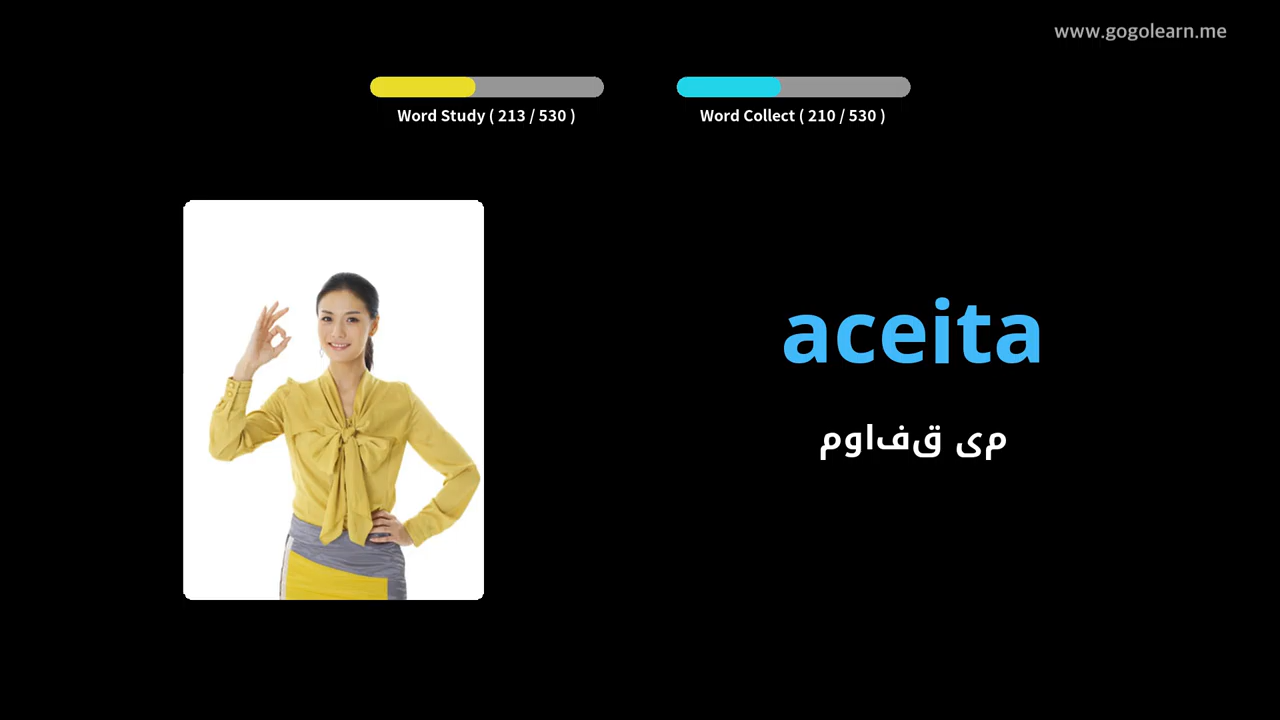 www.gogolearn.me
Word Study ( 213 / 530 )
Word Collect ( 210 / 530 )
aceita
می قفاوم